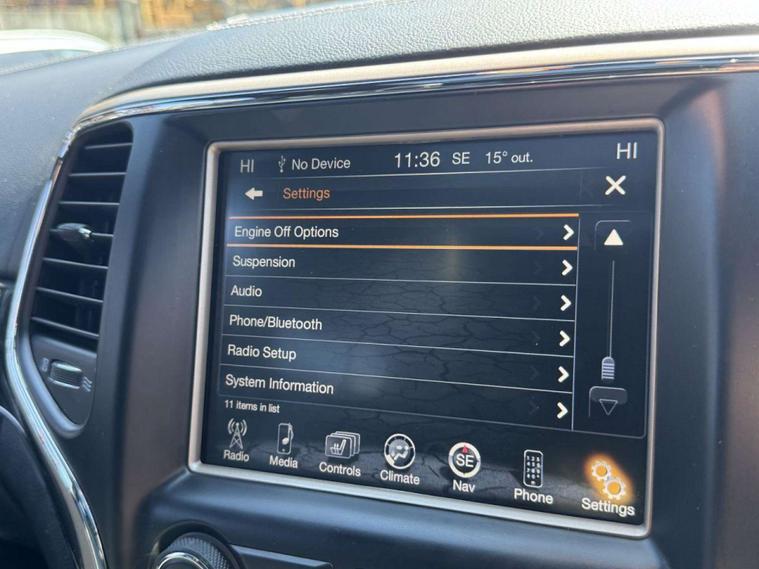 HI No Device 11:36 SE 15° out. HI
Settings
Engine Off Options
Suspension
Audio
Phone/Bluetooth
Radio Setup
System Information
11 items in list
SE
Radio Media Controls Climate Nav Phone Settings